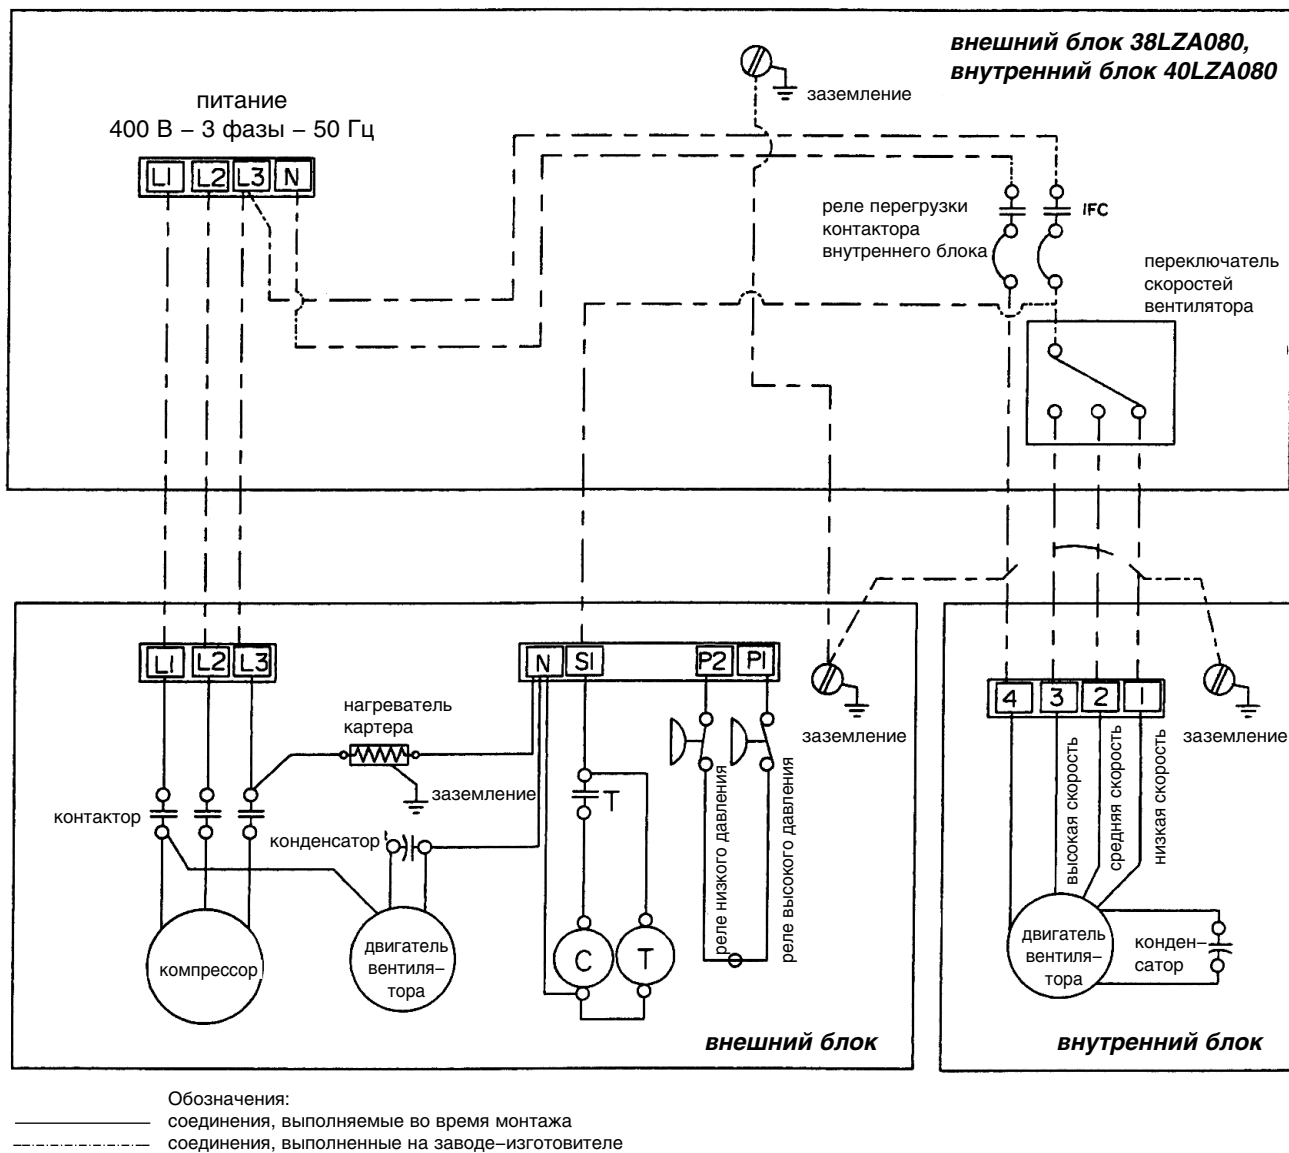 внешний блок 38LZA080,
внутренний блок 40LZA080
заземление
питание
400 В – 3 фазы – 50 Гц
L1 L2 L3 N
реле перегрузки
контактора
внутреннего блока
IFC
переключатель
скоростей
вентилятора
L1 L2 L3
N S1 P2 P1
4 3 2 1
заземление
заземление
нагреватель
картера
заземление
контактор
конденсатор
T
реле низкого давления
реле высокого давления
высокая скорость
средняя скорость
низкая скорость
компрессор
двигатель
вентиля–
тора
C T
двигатель
вентиля–
тора
конден–
сатор
внешний блок
внутренний блок
Обозначения:
соединения, выполняемые во время монтажа
соединения, выполненные на заводе–изготовителе